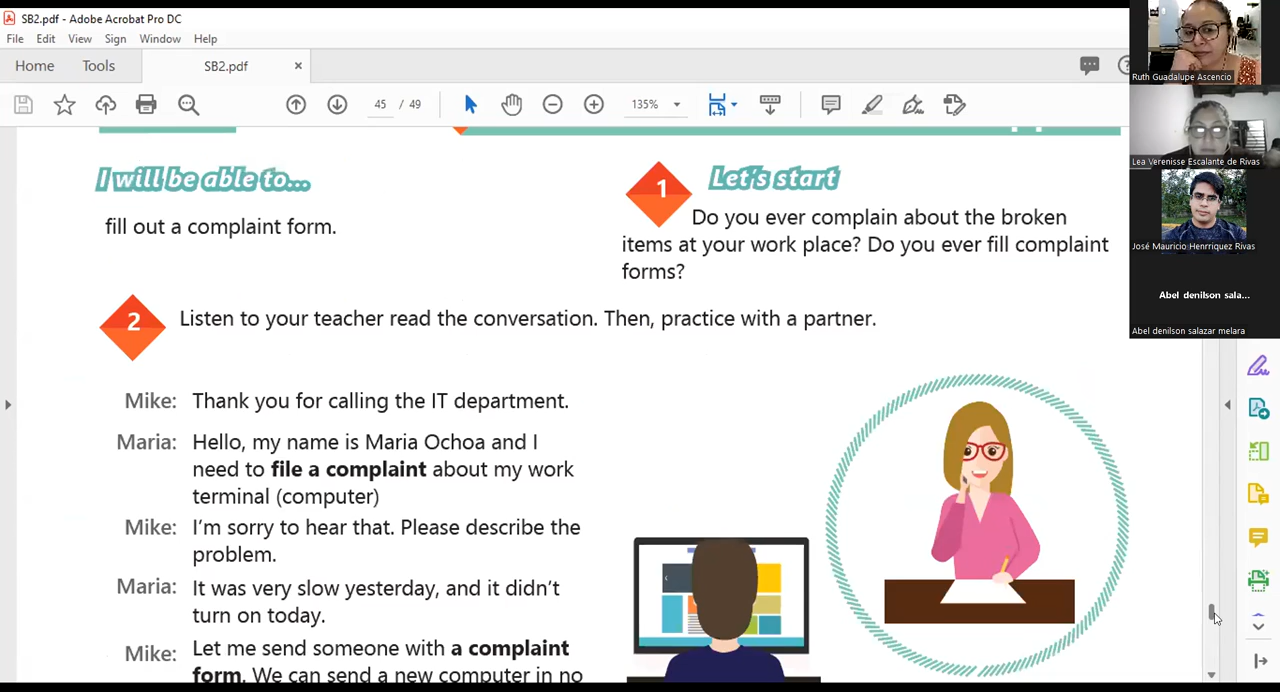 SB2.pdf - Adobe Acrobat Pro DC
File Edit View Sign Window Help
Home Tools SB2.pdf ×
45 / 49 135%
I will be able to...
fill out a complaint form.
1 Let's start
Do you ever complain about the broken
items at your work place? Do you ever fill complaint
forms?
2 Listen to your teacher read the conversation. Then, practice with a partner.
Mike: Thank you for calling the IT department.
Maria: Hello, my name is Maria Ochoa and I
need to file a complaint about my work
terminal (computer)
Mike: I'm sorry to hear that. Please describe the
problem.
Maria: It was very slow yesterday, and it didn't
turn on today.
Mike: Let me send someone with a complaint
form. We can send a new computer in no
Ruth Guadalupe Ascencio
Lea Verenisse Escalante de Rivas
José Mauricio Henrriquez Rivas
Abel denilson sala...
Abel denilson salazar melara